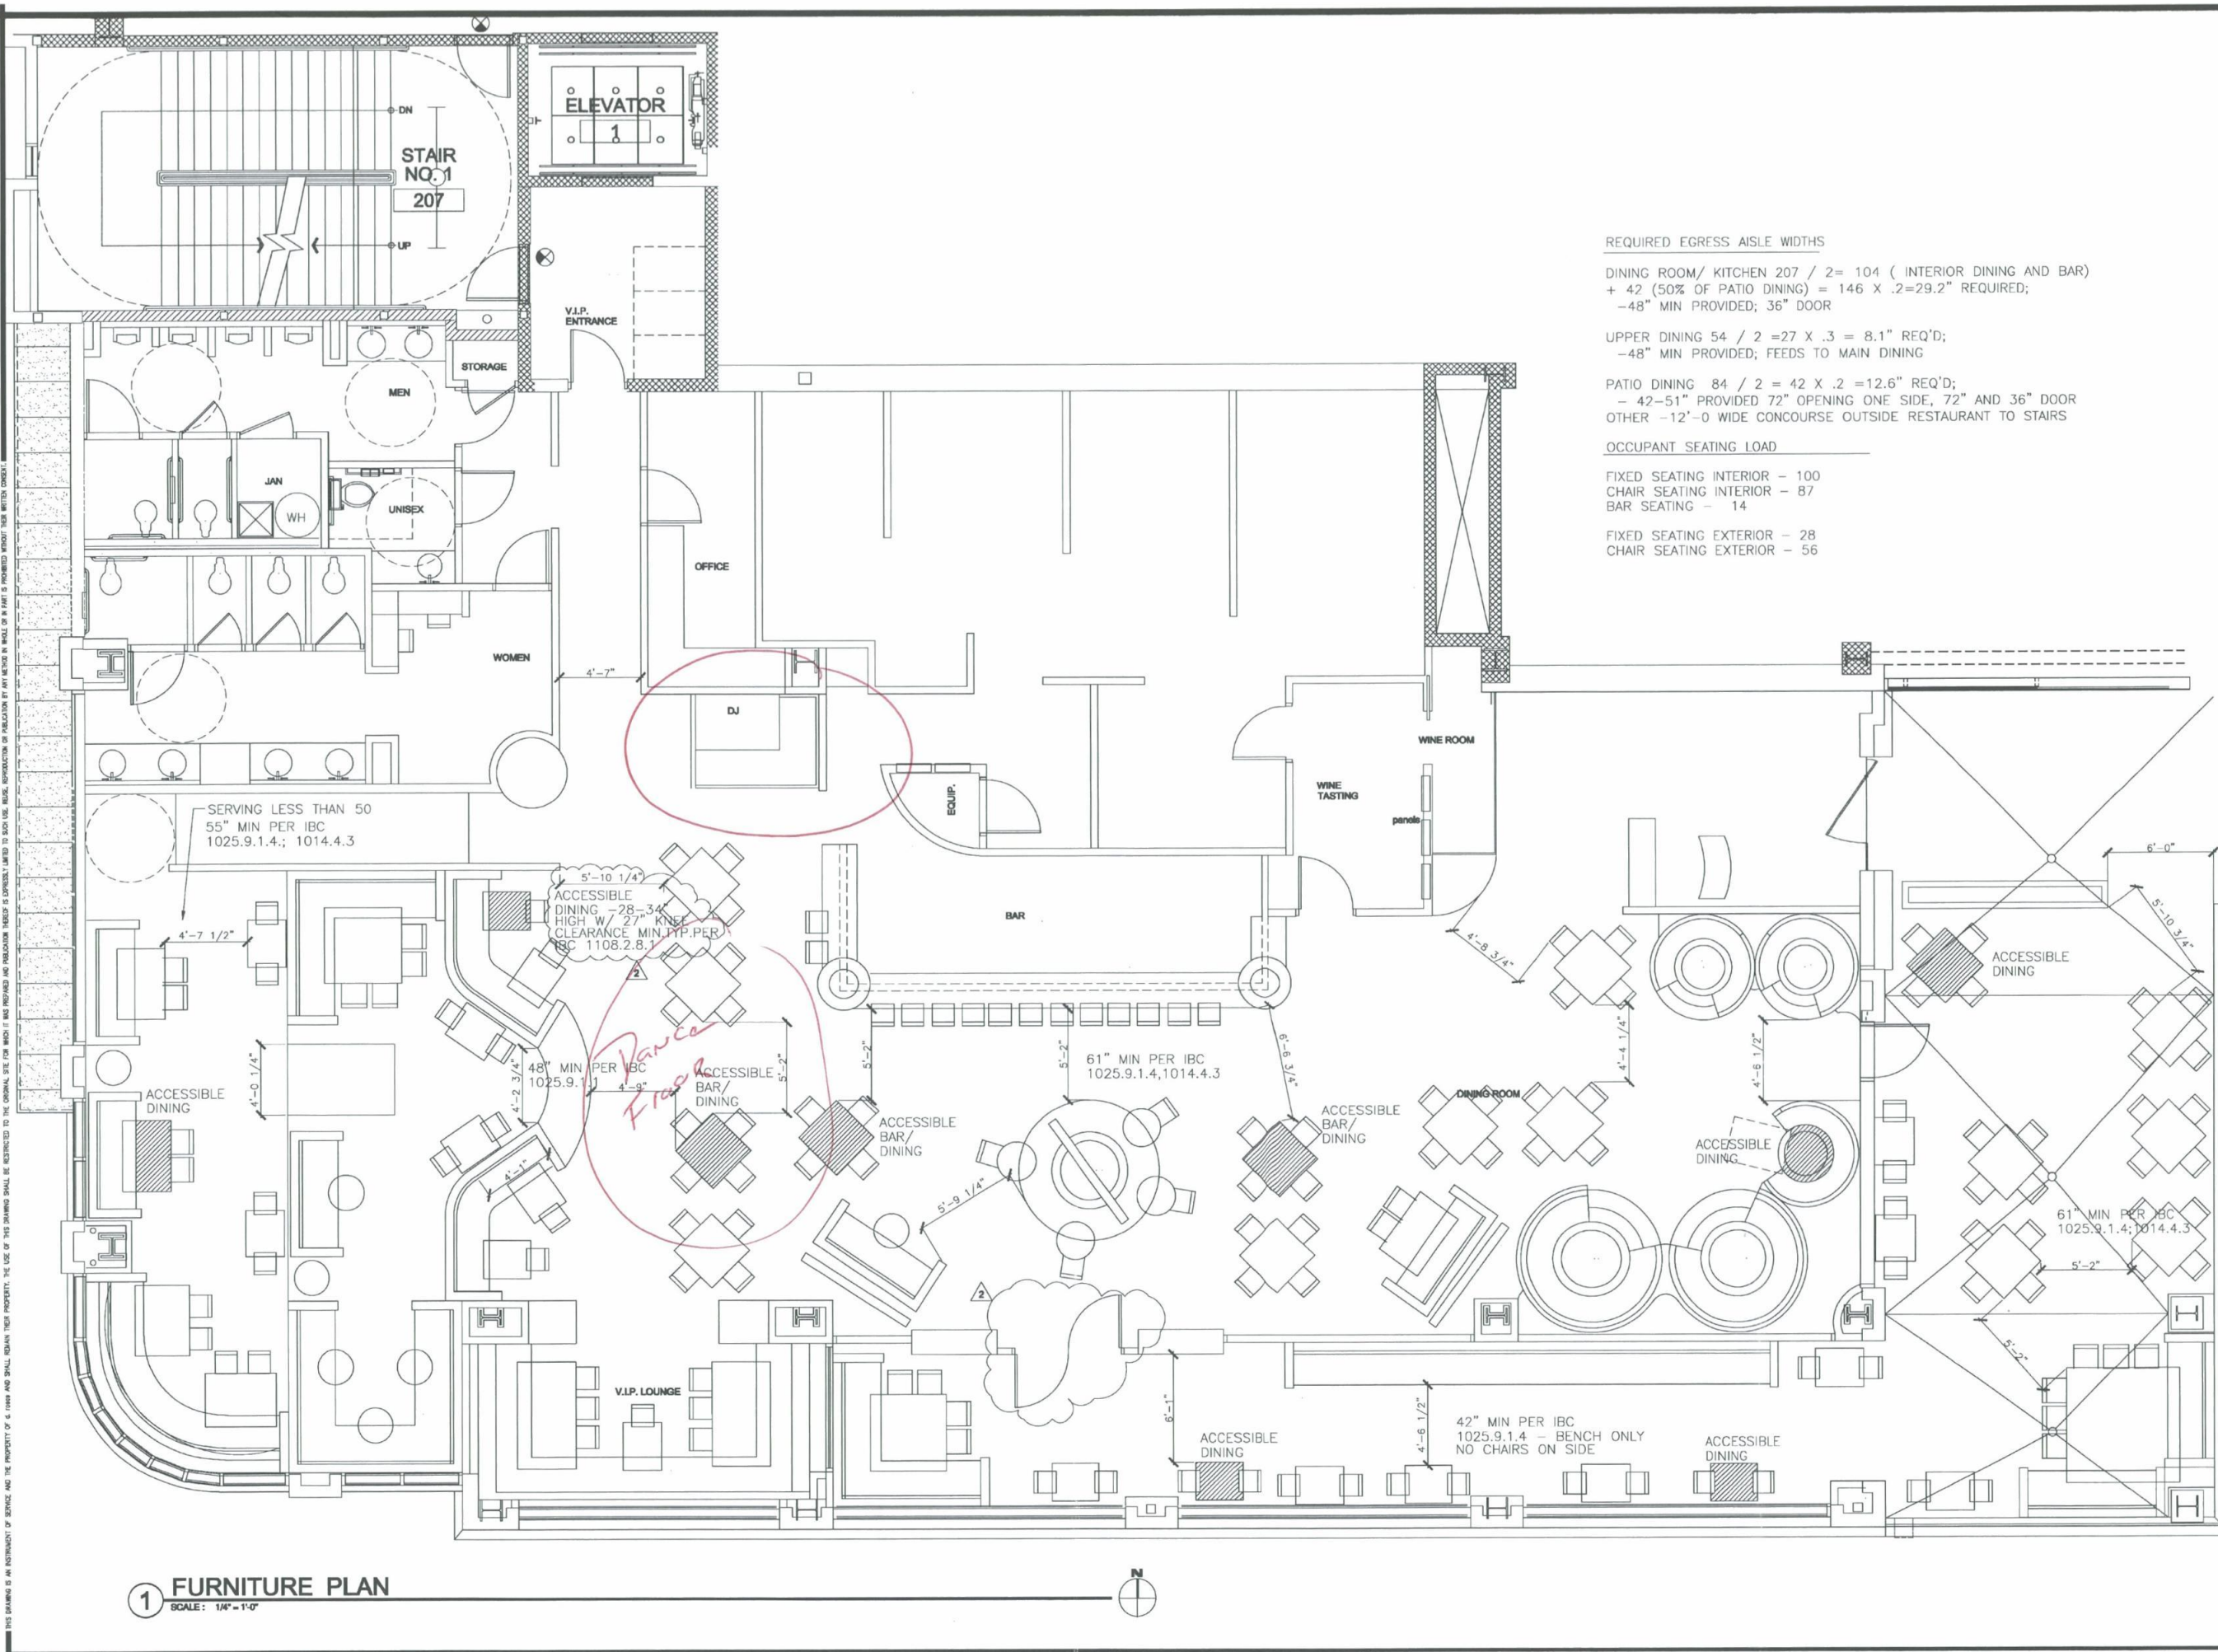 ELEVATOR
1
DN
STAIR
NO. 1
207
UP
V.I.P.
ENTRANCE
STORAGE
MEN
JAN
WH
UNISEX
OFFICE
WOMEN
4'-7"
DJ
EQUIP.
WINE ROOM
WINE
TASTING
panels
REQUIRED EGRESS AISLE WIDTHS
DINING ROOM/ KITCHEN 207 / 2= 104 ( INTERIOR DINING AND BAR)
+ 42 (50% OF PATIO DINING) = 146 X .2=29.2" REQUIRED;
-48" MIN PROVIDED; 36" DOOR
UPPER DINING 54 / 2 =27 X .3 = 8.1" REQ'D;
-48" MIN PROVIDED; FEEDS TO MAIN DINING
PATIO DINING 84 / 2 = 42 X .2 =12.6" REQ'D;
- 42-51" PROVIDED 72" OPENING ONE SIDE, 72" AND 36" DOOR
OTHER -12'-0 WIDE CONCOURSE OUTSIDE RESTAURANT TO STAIRS
OCCUPANT SEATING LOAD
FIXED SEATING INTERIOR - 100
CHAIR SEATING INTERIOR - 87
BAR SEATING - 14
FIXED SEATING EXTERIOR - 28
CHAIR SEATING EXTERIOR - 56
SERVING LESS THAN 50
55" MIN PER IBC
1025.9.1.4.; 1014.4.3
4'-7 1/2"
5'-10 1/4"
ACCESSIBLE
DINING -28-34"
HIGH W/ 27" KNEE
CLEARANCE MIN,TYP.PER
IBC 1108.2.8.1
2
BAR
4'-8 3/4"
6'-0"
5'-10 3/4"
ACCESSIBLE
DINING
4'-0 1/4"
ACCESSIBLE
DINING
4'-2 3/4"
48" MIN PER IBC
1025.9.1.1
4'-9"
Dance
Floor
ACCESSIBLE
BAR/
DINING
5'-2"
5'-2"
5'-2"
61" MIN PER IBC
1025.9.1.4,1014.4.3
6'-6 3/4"
4'-4 1/4"
4'-6 1/2"
DINING ROOM
ACCESSIBLE
BAR/
DINING
ACCESSIBLE
BAR/
DINING
ACCESSIBLE
DINING
4'-1"
5'-9 1/4"
61" MIN PER IBC
1025.9.1.4;1014.4.3
5'-2"
5'-2"
2
V.I.P. LOUNGE
6'-1"
4'-6 1/2"
42" MIN PER IBC
1025.9.1.4 - BENCH ONLY
NO CHAIRS ON SIDE
ACCESSIBLE
DINING
ACCESSIBLE
DINING
1
FURNITURE PLAN
SCALE : 1/4" = 1'-0"
N